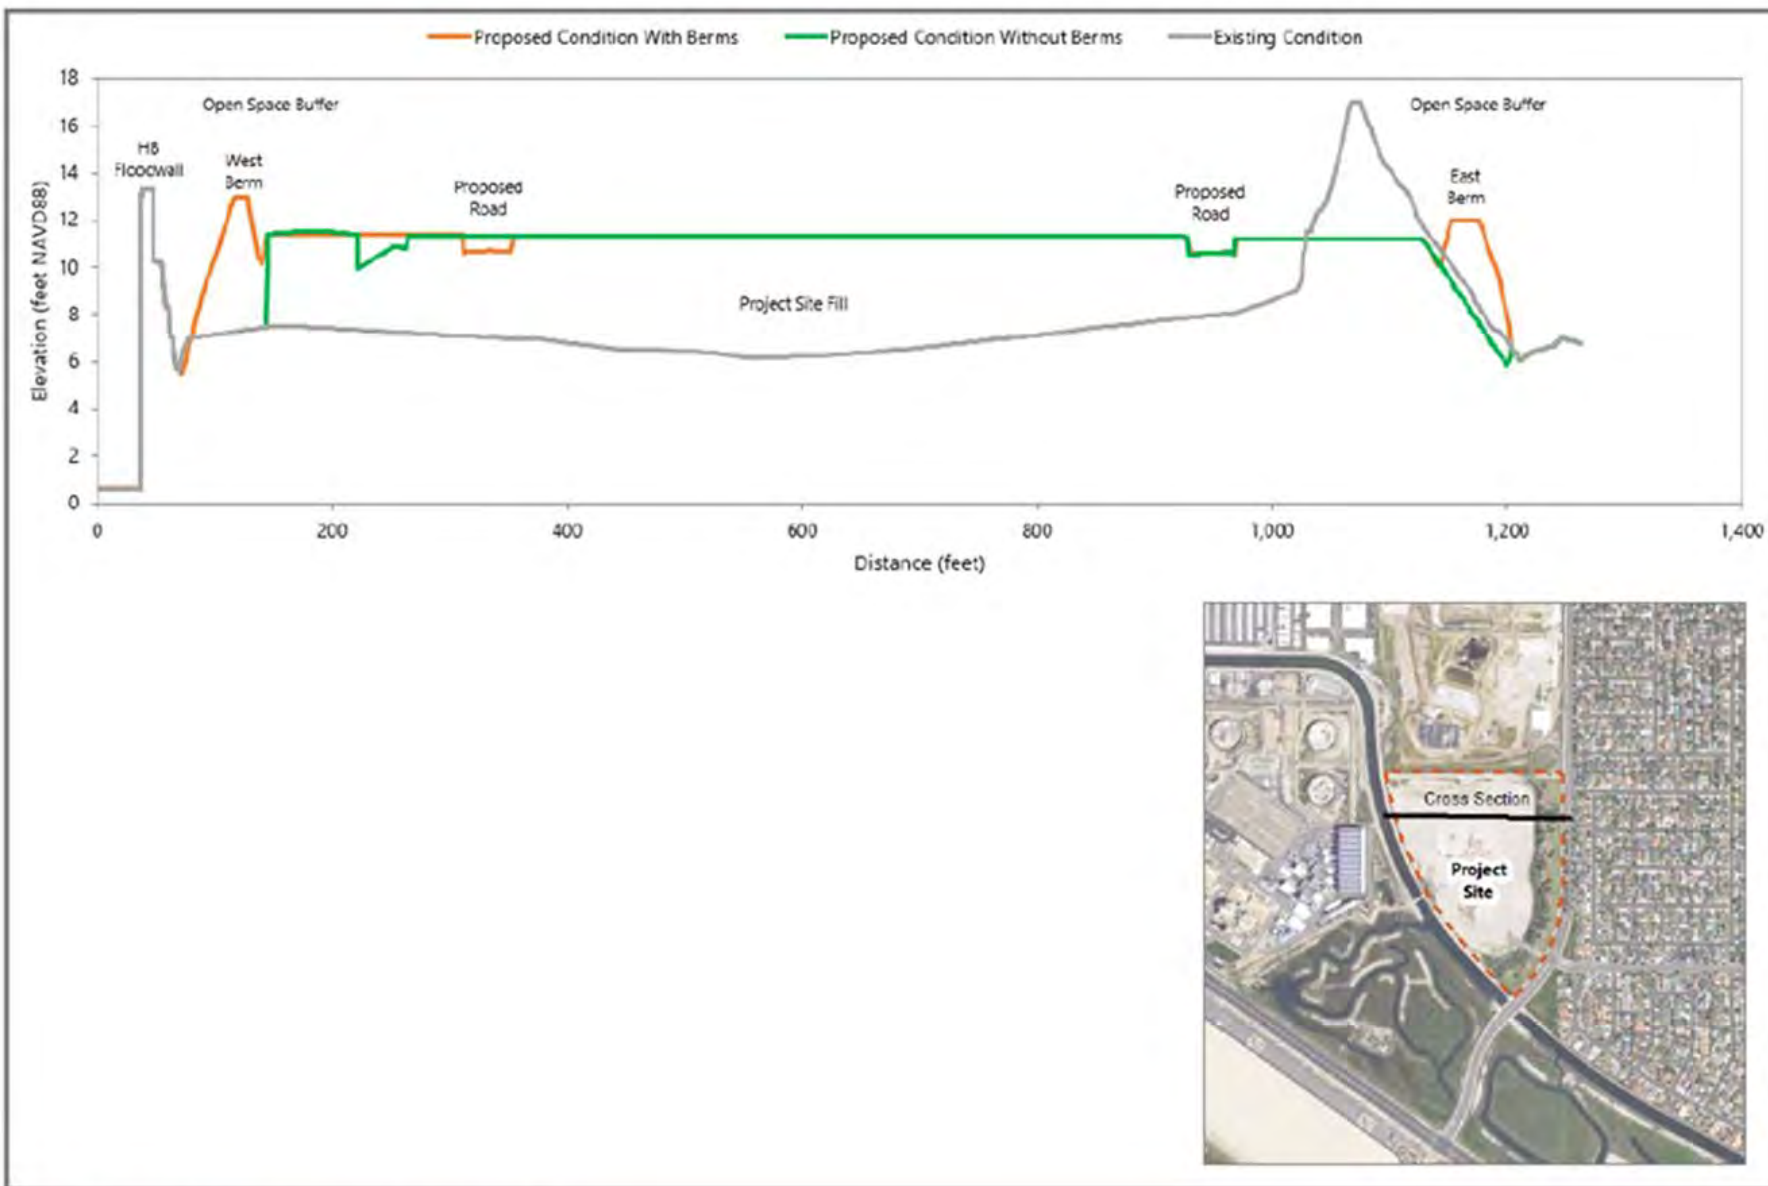 Proposed Condition With Berms
Proposed Condition Without Berms
Existing Condition
18
16
14
12
10
8
6
4
2
0
Elevation (feet NAVD88)
Open Space Buffer
Open Space Buffer
HB
Floodwall
West
Berm
Proposed
Road
Project Site Fill
Proposed
Road
East
Berm
0
200
400
600
800
1,000
1,200
1,400
Distance (feet)
Cross Section
Project
Site